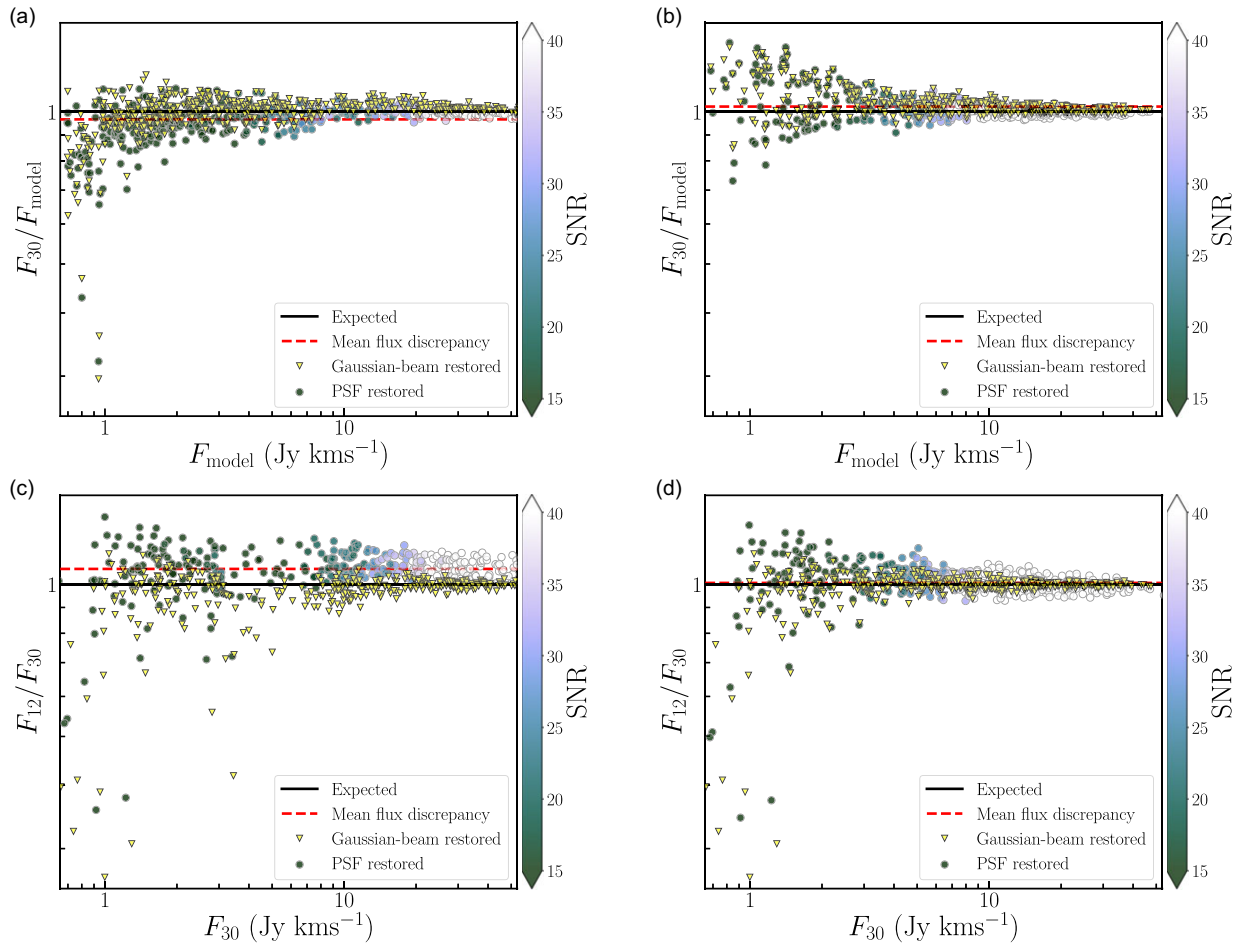 (a)
F₃₀/F_model
1
1
10
F_model (Jy kms⁻¹)
Expected
Mean flux discrepancy
Gaussian-beam restored
PSF restored
40
35
30
25
20
15
SNR
(b)
F₃₀/F_model
1
1
10
F_model (Jy kms⁻¹)
Expected
Mean flux discrepancy
Gaussian-beam restored
PSF restored
40
35
30
25
20
15
SNR
(c)
F₁₂/F₃₀
1
1
10
F₃₀ (Jy kms⁻¹)
Expected
Mean flux discrepancy
Gaussian-beam restored
PSF restored
40
35
30
25
20
15
SNR
(d)
F₁₂/F₃₀
1
1
10
F₃₀ (Jy kms⁻¹)
Expected
Mean flux discrepancy
Gaussian-beam restored
PSF restored
40
35
30
25
20
15
SNR